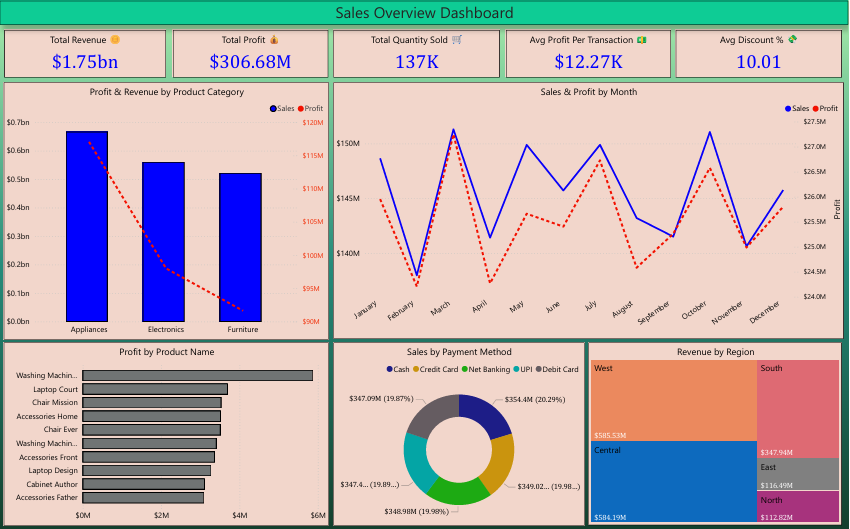 Sales Overview Dashboard
Total Revenue 🪙
$1.75bn
Total Profit 💰
$306.68M
Total Quantity Sold 🛒
137K
Avg Profit Per Transaction 💵
$12.27K
Avg Discount % 💸
10.01
Profit & Revenue by Product Category
Sales Profit
$0.7bn
$0.6bn
$0.5bn
$0.4bn
$0.3bn
$0.2bn
$0.1bn
$0.0bn
$120M
$115M
$110M
$105M
$100M
$95M
$90M
Appliances Electronics Furniture
Sales & Profit by Month
Sales Profit
$150M
$145M
$140M
$27.5M
$27.0M
$26.5M
$26.0M
$25.5M
$25.0M
$24.5M
$24.0M
Profit
January February March April May June July August September October November December
Profit by Product Name
Washing Machin...
Laptop Court
Chair Mission
Accessories Home
Chair Ever
Washing Machin...
Accessories Front
Laptop Design
Cabinet Author
Accessories Father
$0M $2M $4M $6M
Sales by Payment Method
Cash Credit Card Net Banking UPI Debit Card
$347.09M (19.87%)
$354.4M (20.29%)
$347.4... (19.89...)
$349.02... (19.98...)
$348.98M (19.98%)
Revenue by Region
West
$585.53M
Central
$584.19M
South
$347.94M
East
$116.49M
North
$112.82M